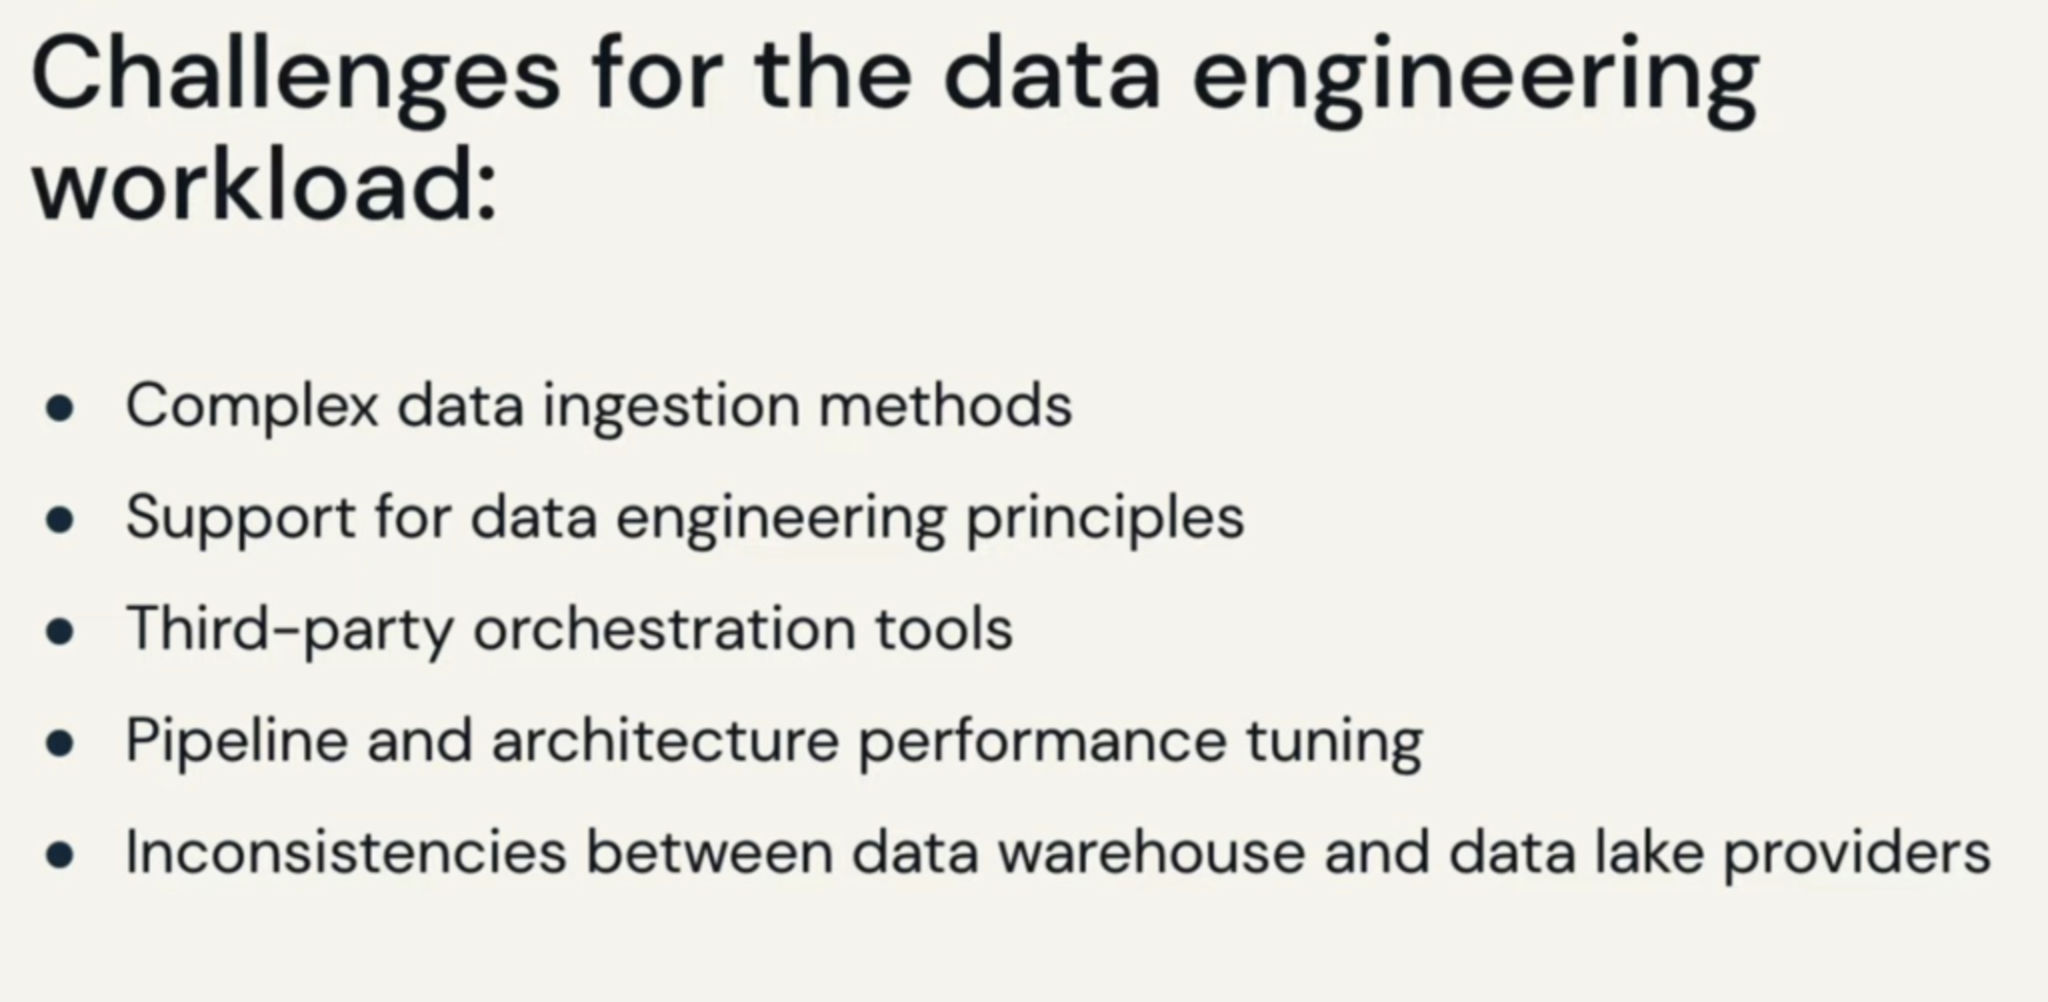 Challenges for the data engineering
workload:
● Complex data ingestion methods
● Support for data engineering principles
● Third-party orchestration tools
● Pipeline and architecture performance tuning
● Inconsistencies between data warehouse and data lake providers